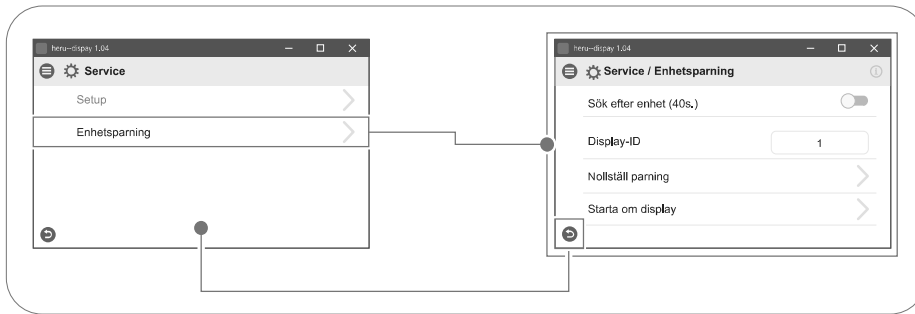 heru--dispay 1.04
Service
Setup
Enhetsparning
heru--dispay 1.04
Service / Enhetsparning
Sök efter enhet (40s.)
Display-ID
1
Nollställ parning
Starta om display